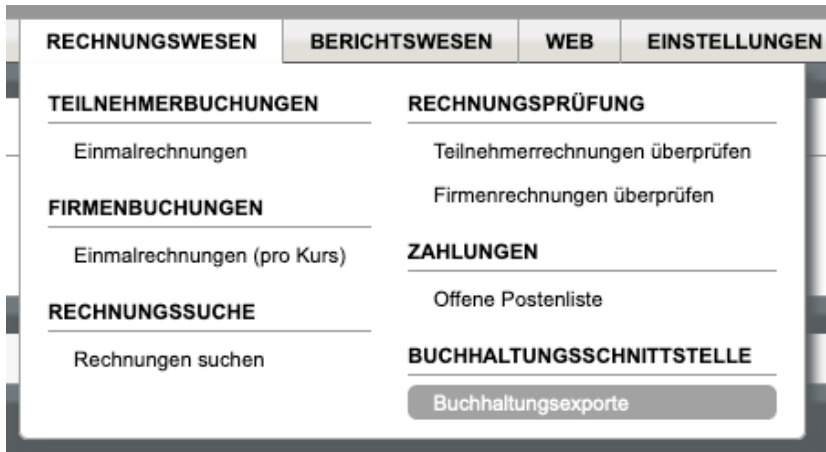 RECHNUNGSWESEN BERICHTSWESEN WEB EINSTELLUNGEN
TEILNEHMERBUCHUNGEN
Einmalrechnungen
FIRMENBUCHUNGEN
Einmalrechnungen (pro Kurs)
RECHNUNGSSUCHE
Rechnungen suchen
RECHNUNGSPRÜFUNG
Teilnehmerrechnungen überprüfen
Firmenrechnungen überprüfen
ZAHLUNGEN
Offene Postenliste
BUCHHALTUNGSSCHNITTSTELLE
Buchhaltungsexporte